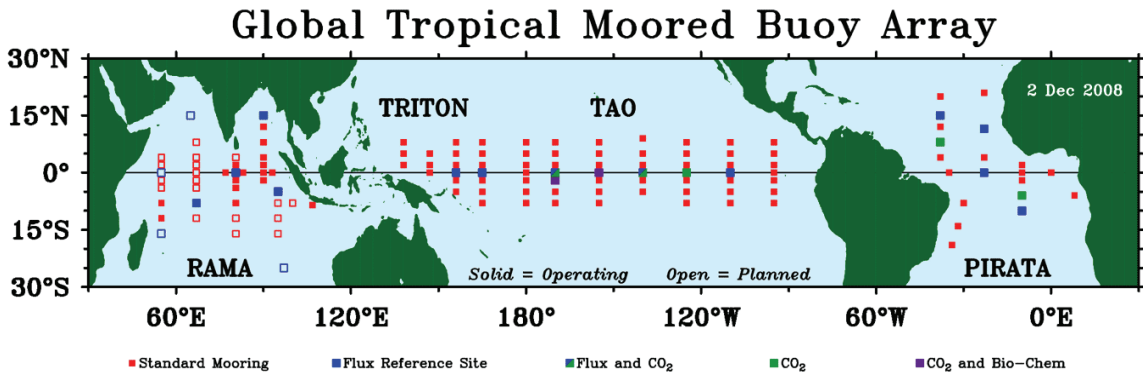 Global Tropical Moored Buoy Array
30°N
15°N
0°
15°S
30°S
2 Dec 2008
TRITON
TAO
RAMA
Solid = Operating Open = Planned
PIRATA
60°E 120°E 180° 120°W 60°W 0°E
Standard Mooring Flux Reference Site Flux and CO₂ CO₂ CO₂ and Bio-Chem